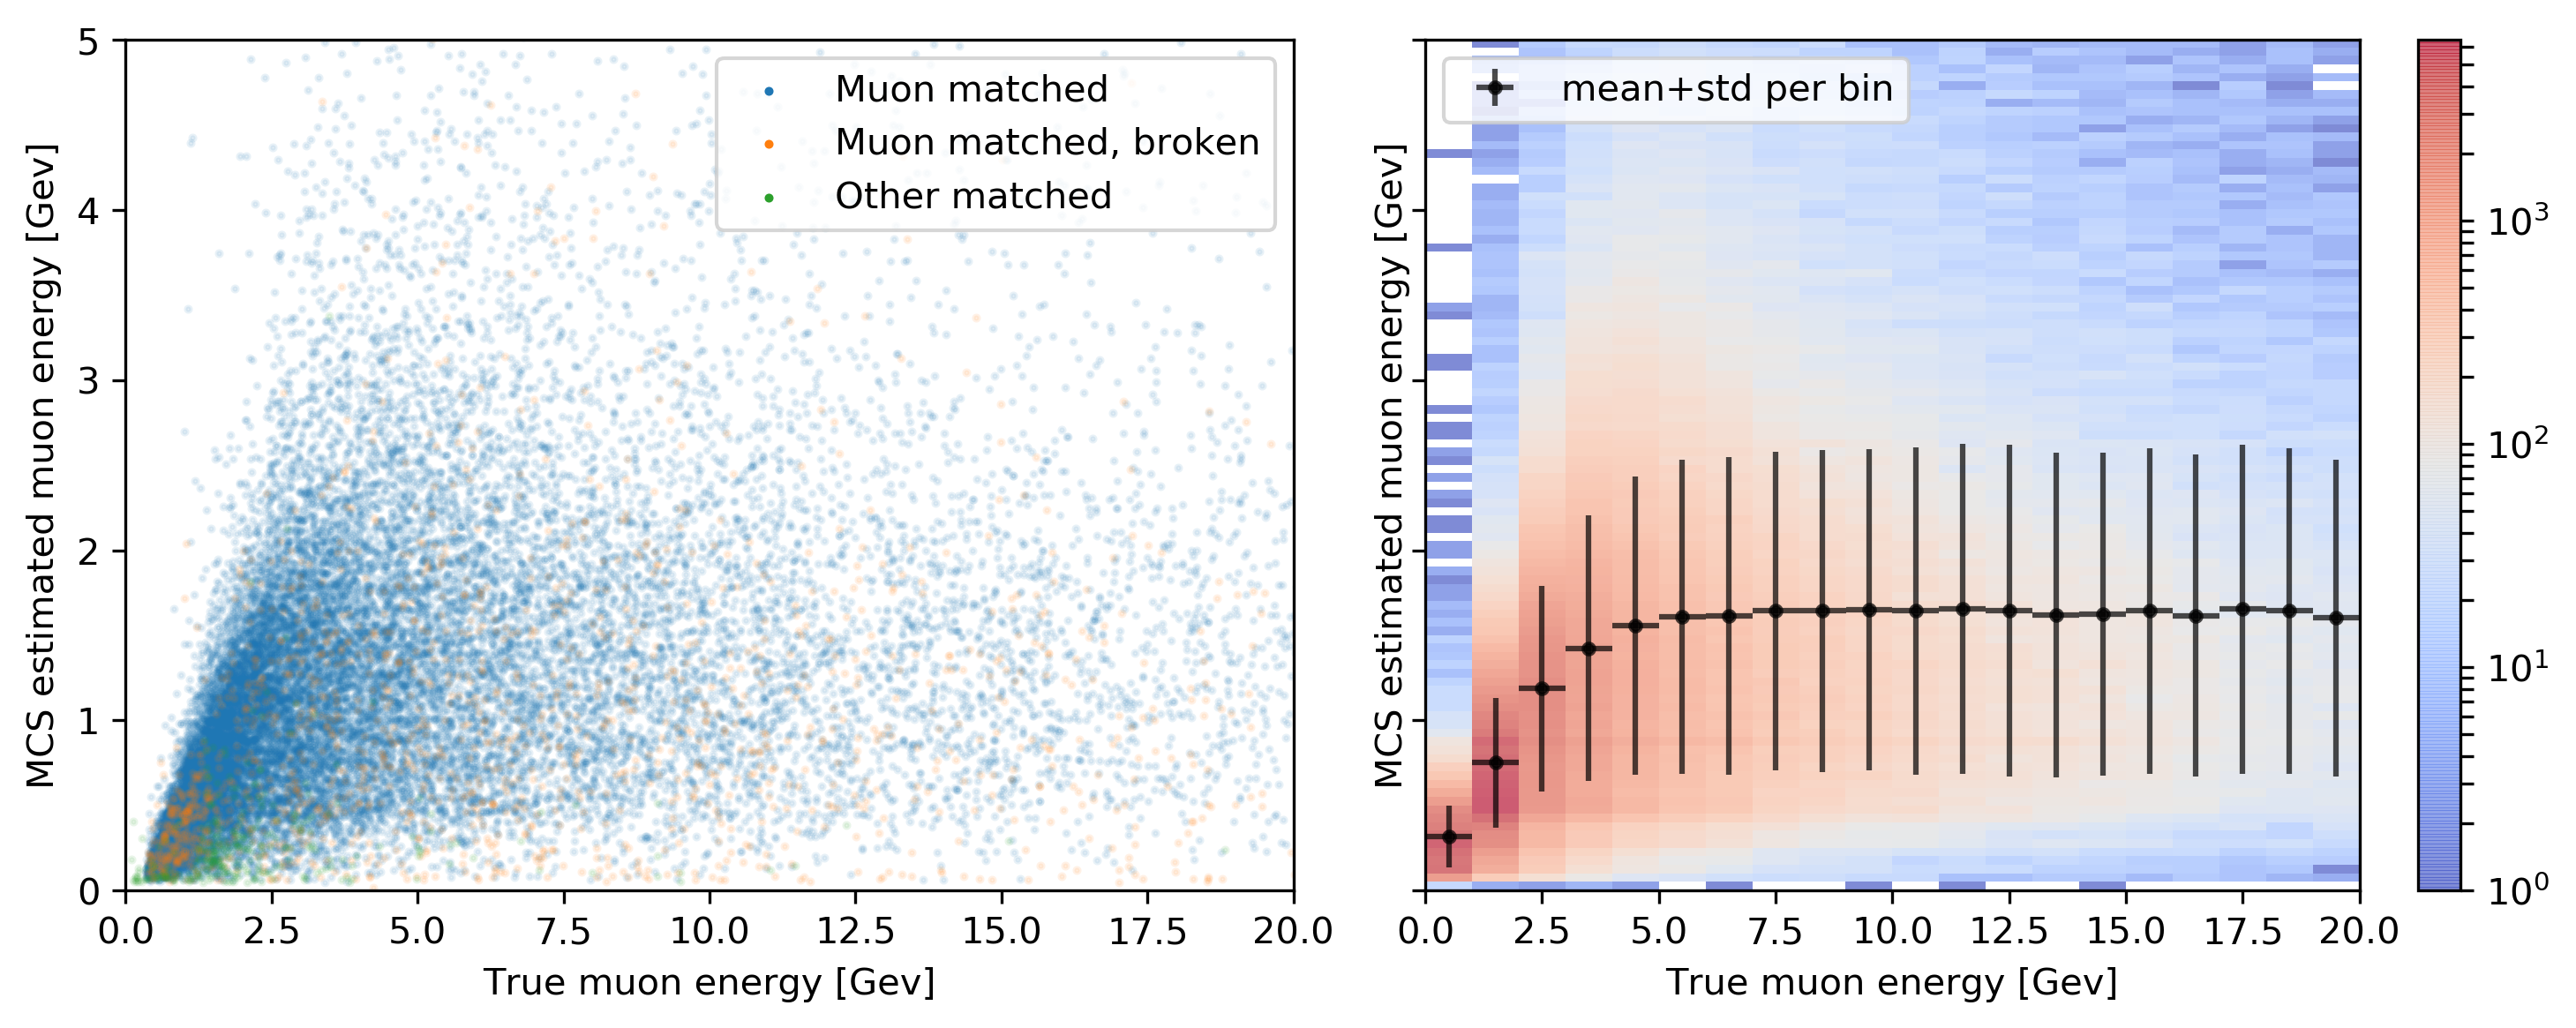 5
4
3
2
1
0
MCS estimated muon energy [Gev]
Muon matched
Muon matched, broken
Other matched
0.0 2.5 5.0 7.5 10.0 12.5 15.0 17.5 20.0
True muon energy [Gev]
MCS estimated muon energy [Gev]
mean+std per bin
0.0 2.5 5.0 7.5 10.0 12.5 15.0 17.5 20.0
True muon energy [Gev]
10³
10²
10¹
10⁰